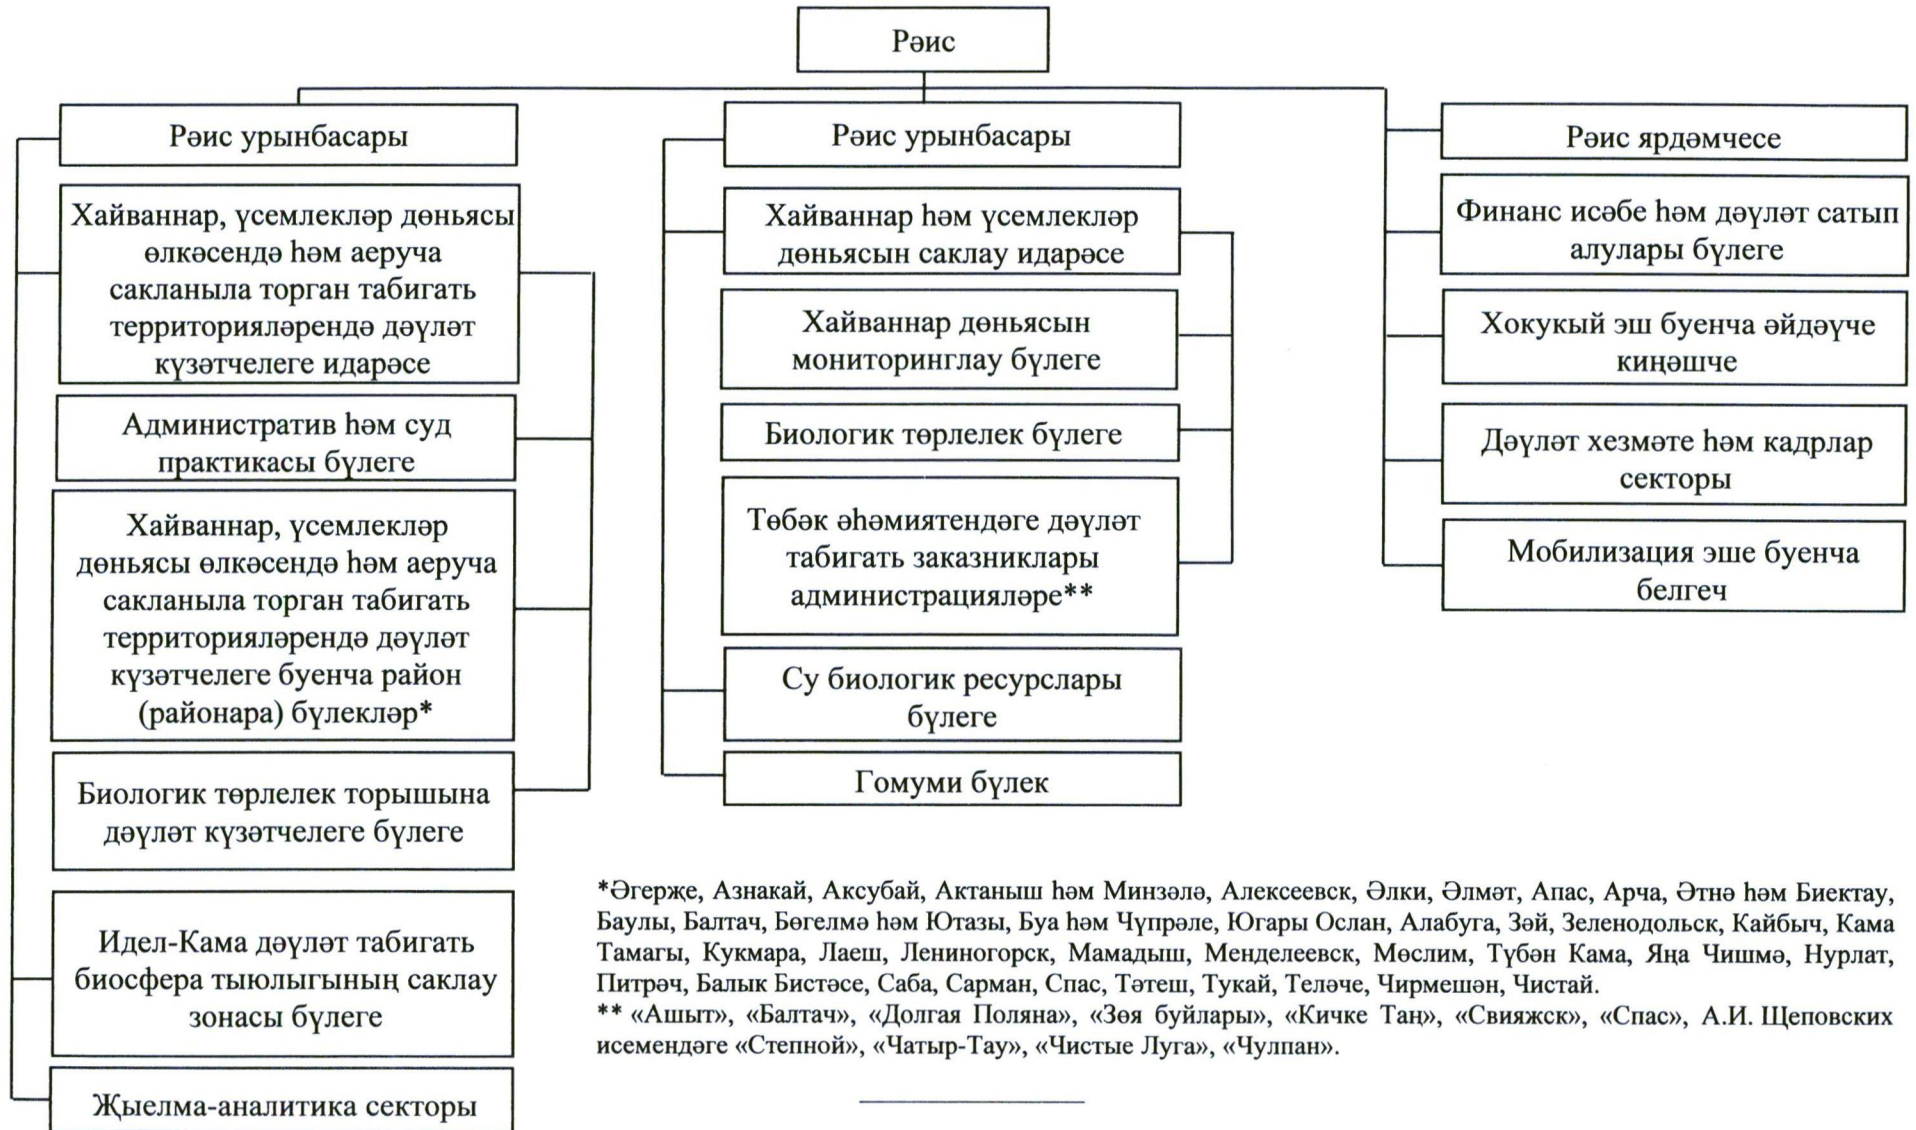 Рәис
Рәис урынбасары
Хайваннар, үсемлекләр дөньясы
өлкәсендә һәм аеруча
сакланыла торган табигать
территорияләрендә дәүләт
күзәтчелеге идарәсе
Административ һәм суд
практикасы бүлеге
Хайваннар, үсемлекләр
дөньясы өлкәсендә һәм аеруча
сакланыла торган табигать
территорияләрендә дәүләт
күзәтчелеге буенча район
(районара) бүлекләр*
Биологик төрлелек торышына
дәүләт күзәтчелеге бүлеге
Идел-Кама дәүләт табигать
биосфера тыюлыгының саклау
зонасы бүлеге
Җыелма-аналитика секторы
Рәис урынбасары
Хайваннар һәм үсемлекләр
дөньясын саклау идарәсе
Хайваннар дөньясын
мониторинглау бүлеге
Биологик төрлелек бүлеге
Төбәк әһәмиятендәге дәүләт
табигать заказниклары
администрацияләре**
Су биологик ресурслары
бүлеге
Гомуми бүлек
Рәис ярдәмчесе
Финанс исәбе һәм дәүләт сатып
алулары бүлеге
Хокукый эш буенча әйдәүче
киңәшче
Дәүләт хезмәте һәм кадрлар
секторы
Мобилизация эше буенча
белгеч
*Әгерҗе, Азнакай, Аксубай, Актаныш һәм Минзәлә, Алексеевск, Әлки, Әлмәт, Апас, Арча, Әтнә һәм Биектау,
Баулы, Балтач, Бөгелмә һәм Ютазы, Буа һәм Чүпрәле, Югары Ослан, Алабуга, Зәй, Зеленодольск, Кайбыч, Кама
Тамагы, Кукмара, Лаеш, Лениногорск, Мамадыш, Менделеевск, Мөслим, Түбән Кама, Яңа Чишмә, Нурлат,
Питрәч, Балык Бистәсе, Саба, Сарман, Спас, Тәтеш, Тукай, Теләче, Чирмешән, Чистай.
** «Ашыт», «Балтач», «Долгая Поляна», «Зөя буйлары», «Кичке Таң», «Свияжск», «Спас», А.И. Щеповских
исемендәге «Степной», «Чатыр-Тау», «Чистые Луга», «Чулпан».